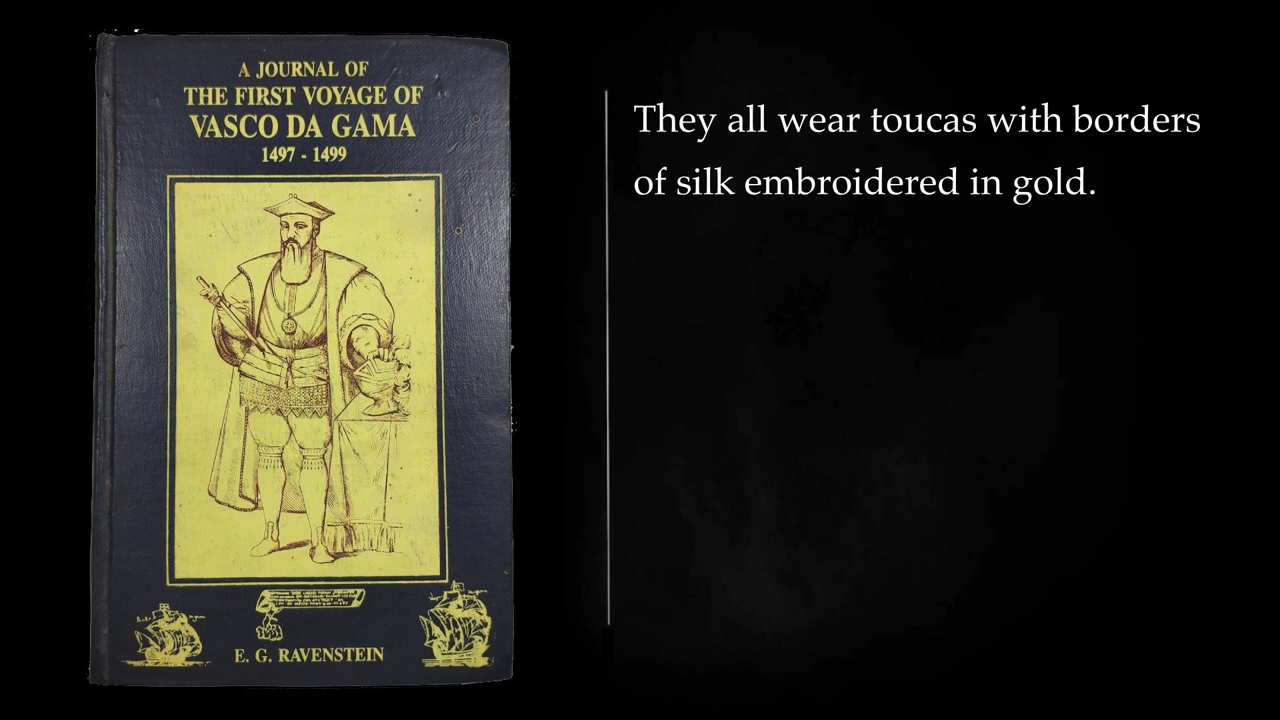 A JOURNAL OF
THE FIRST VOYAGE OF
VASCO DA GAMA
1497 - 1499
E. G. RAVENSTEIN
They all wear toucas with borders
of silk embroidered in gold.